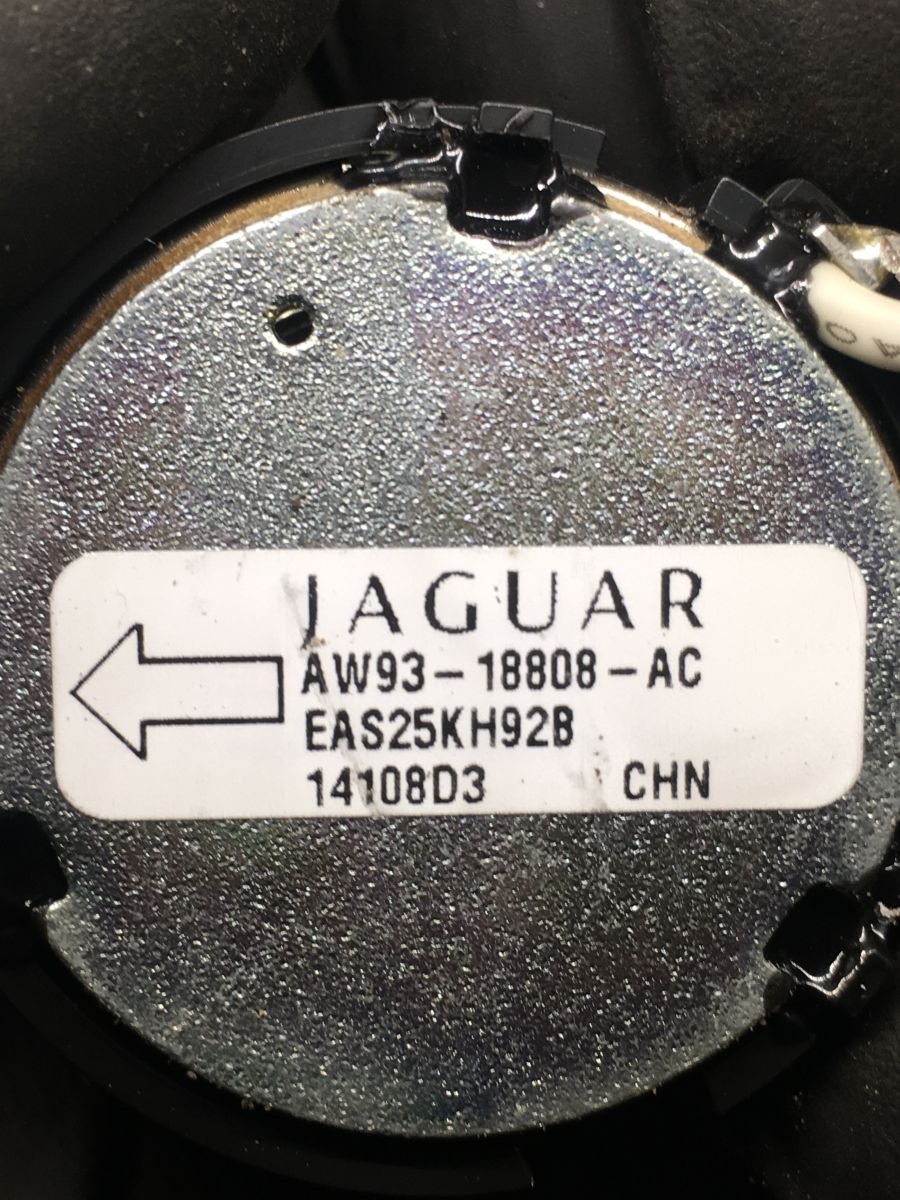 JAGUAR
AW93-18808-AC
EAS25KH92B
14108D3 CHN